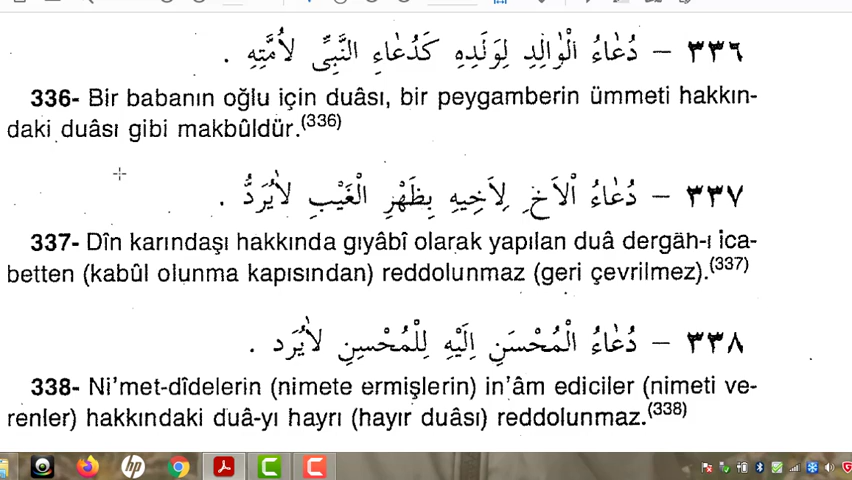 ٣٣٦ – دُعَاءُ الْوَالِدِ لِوَلَدِهِ كَدُعَاءِ النَّبِىِّ لِأُمَّتِهِ .
336- Bir babanın oğlu için duâsı, bir peygamberin ümmeti hakkın-
daki duâsı gibi makbûldür.(336)
٣٣٧ – دُعَاءُ الْاَخِ لِاَخِيهِ بِظَهْرِ الْغَيْبِ لَايُرَدُّ .
337- Dîn karındaşı hakkında gıyâbî olarak yapılan duâ dergâh-ı ica-
betten (kabûl olunma kapısından) reddolunmaz (geri çevrilmez).(337)
٣٣٨ – دُعَاءُ الْمُحْسَنِ اِلَيْهِ لِلْمُحْسِنِ لَايُرَد .
338- Ni'met-dîdelerin (nimete ermişlerin) in'âm ediciler (nimeti ve-
renler) hakkındaki duâ-yı hayrı (hayır duâsı) reddolunmaz.(338)
hp